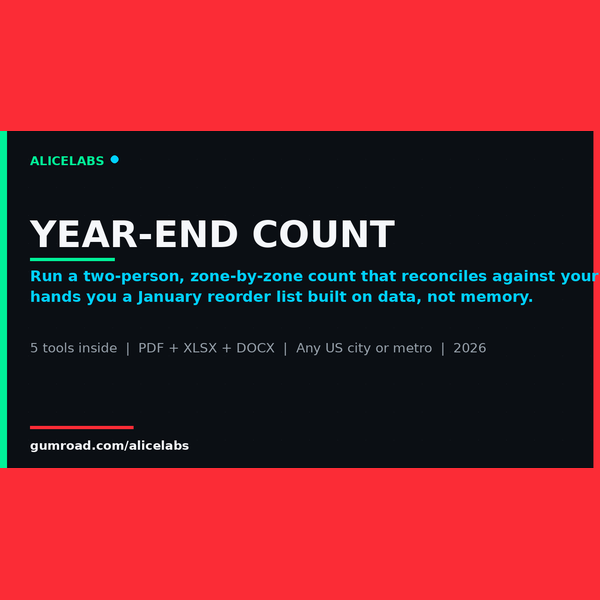 ALICELABS
YEAR-END COUNT
Run a two-person, zone-by-zone count that reconciles against your
hands you a January reorder list built on data, not memory.
5 tools inside | PDF + XLSX + DOCX | Any US city or metro | 2026
gumroad.com/alicelabs